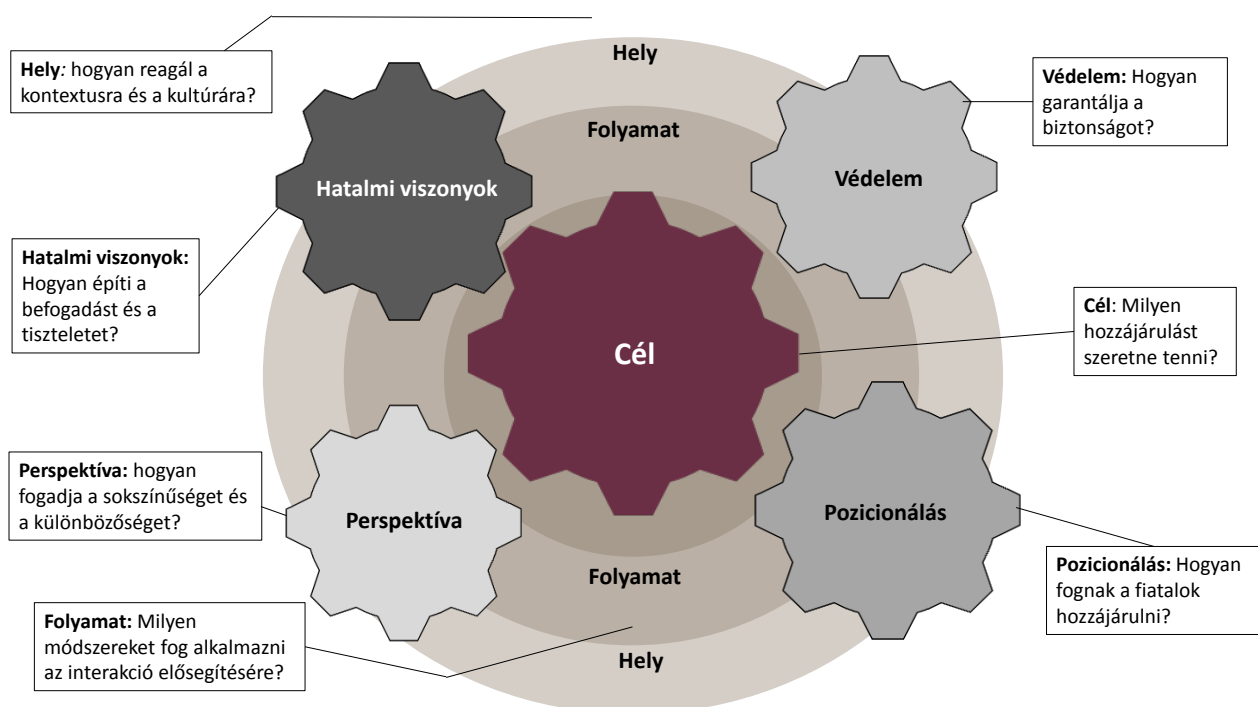 Hely
Hely: hogyan reagál a
kontextusra és a kultúrára?
Védelem: Hogyan
garantálja a
biztonságot?
Folyamat
Hatalmi viszonyok
Védelem
Hatalmi viszonyok:
Hogyan építi a
befogadást és a
tiszteletet?
Cél
Cél: Milyen
hozzájárulást
szeretne tenni?
Perspektíva: hogyan
fogadja a sokszínűséget és
a különbözőséget?
Perspektíva
Pozicionálás
Pozicionálás: Hogyan
fognak a fiatalok
hozzájárulni?
Folyamat
Folyamat: Milyen
módszereket fog alkalmazni
az interakció elősegítésére?
Hely